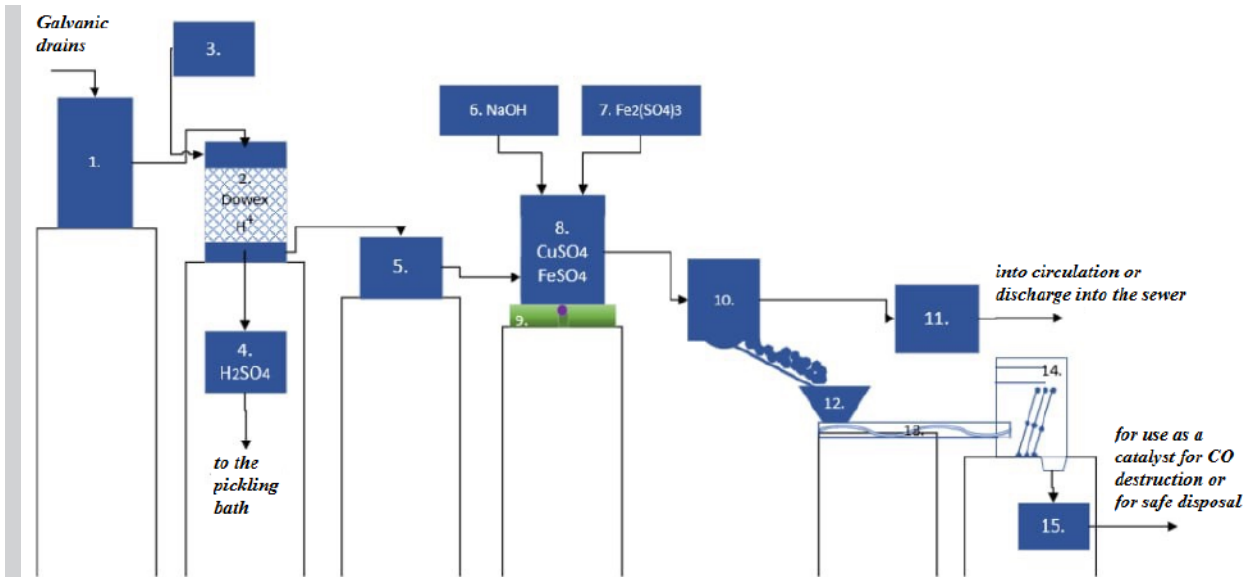 Galvanic
drains
1.
3.
2.
Dowex
H+
4.
H2SO4
to the
pickling
bath
5.
6. NaOH
7. Fe2(SO4)3
8.
CuSO4
FeSO4
9.
10.
11.
into circulation or
discharge into the sewer
12.
13.
14.
15.
for use as a
catalyst for CO
destruction or
for safe disposal